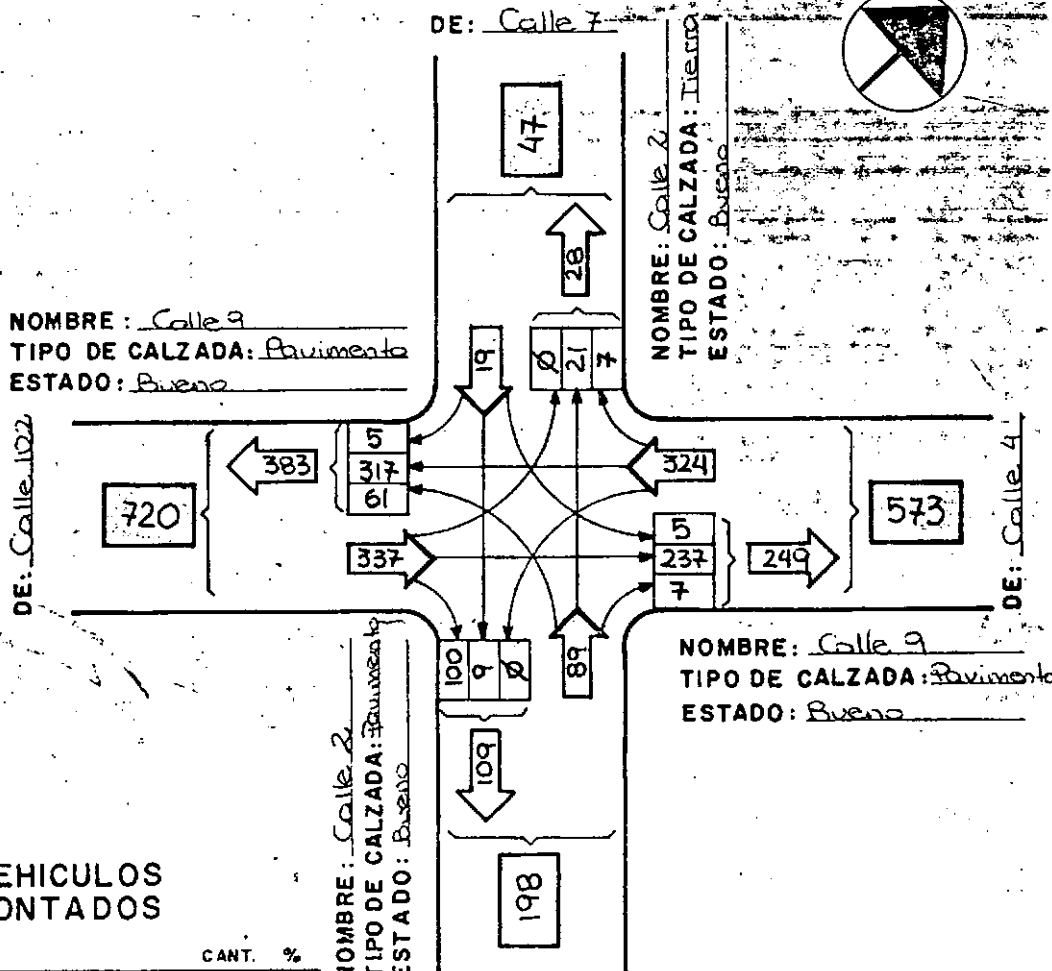 DE: Calle 7
47
28
NOMBRE: Calle 2
TIPO DE CALZADA: Tierra
ESTADO: Bueno
NOMBRE: Calle 9
TIPO DE CALZADA: Pavimento
ESTADO: Bueno
19
Ø 21 7
DE: Calle 102
720
383
5
317
61
324
337
5
237
7
249
573
DE: Calle 4
100 9 Ø
89
109
198
NOMBRE: Calle 9
TIPO DE CALZADA: Pavimento
ESTADO: Bueno
NOMBRE: Calle 2
TIPO DE CALZADA: Pavimento
ESTADO: Bueno
EHICULOS
ONTADOS
CANT. %